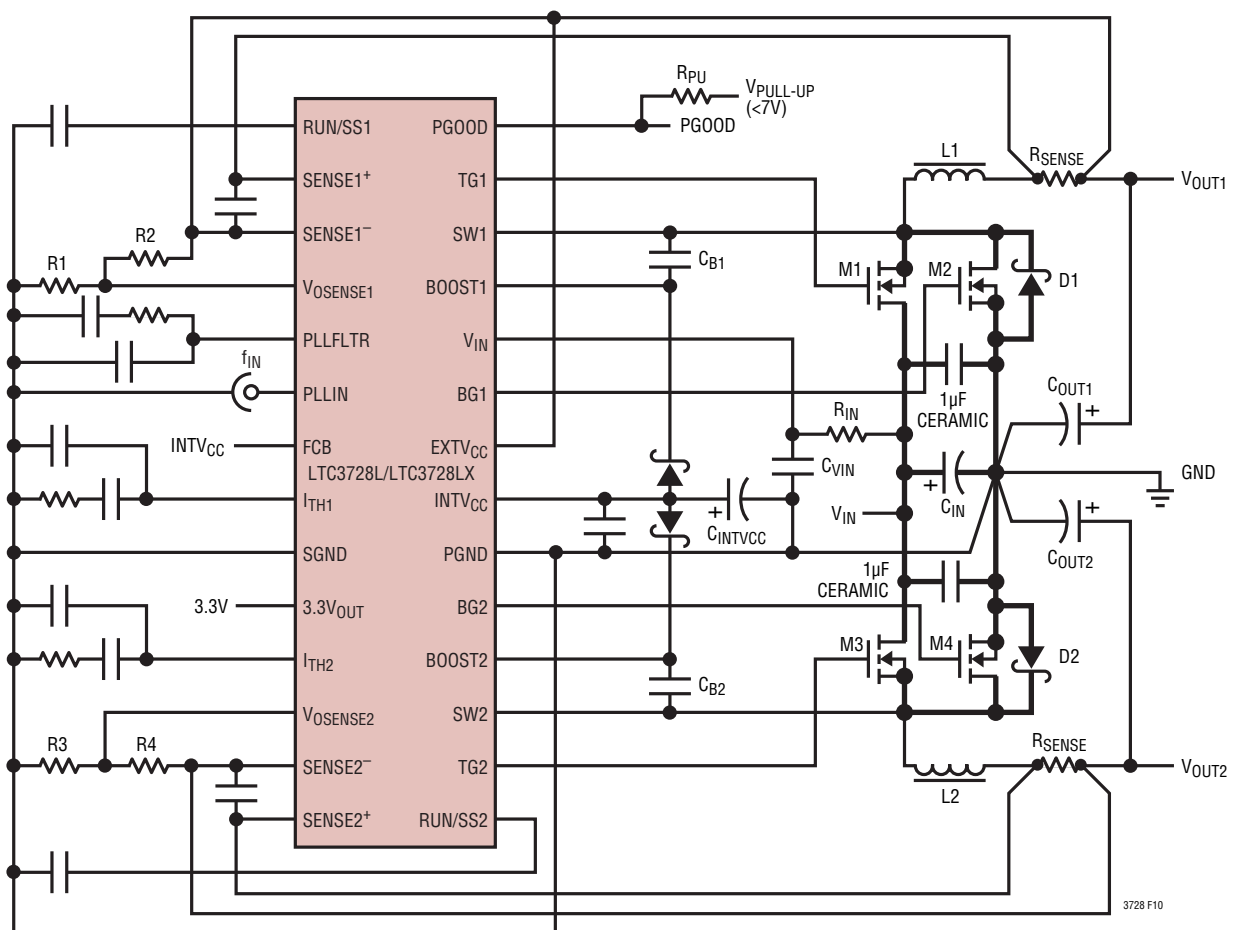 RPU
VPULL-UP
(<7V)
PGOOD
RUN/SS1
PGOOD
L1
RSENSE
SENSE1+
TG1
VOUT1
R2
SENSE1–
SW1
R1
CB1
M1
M2
D1
VOSENSE1
BOOST1
PLLFLTR
VIN
fIN
PLLIN
BG1
1µF
CERAMIC
COUT1
RIN
INTVCC
FCB
EXTVCC
LTC3728L/LTC3728LX
CVIN
GND
ITH1
INTVCC
+
CINTVCC
VIN
+
CIN
+
+
COUT2
SGND
PGND
1µF
CERAMIC
3.3V
3.3VOUT
BG2
M3
M4
D2
ITH2
BOOST2
CB2
VOSENSE2
SW2
R3
R4
RSENSE
SENSE2–
TG2
VOUT2
L2
SENSE2+
RUN/SS2
3728 F10